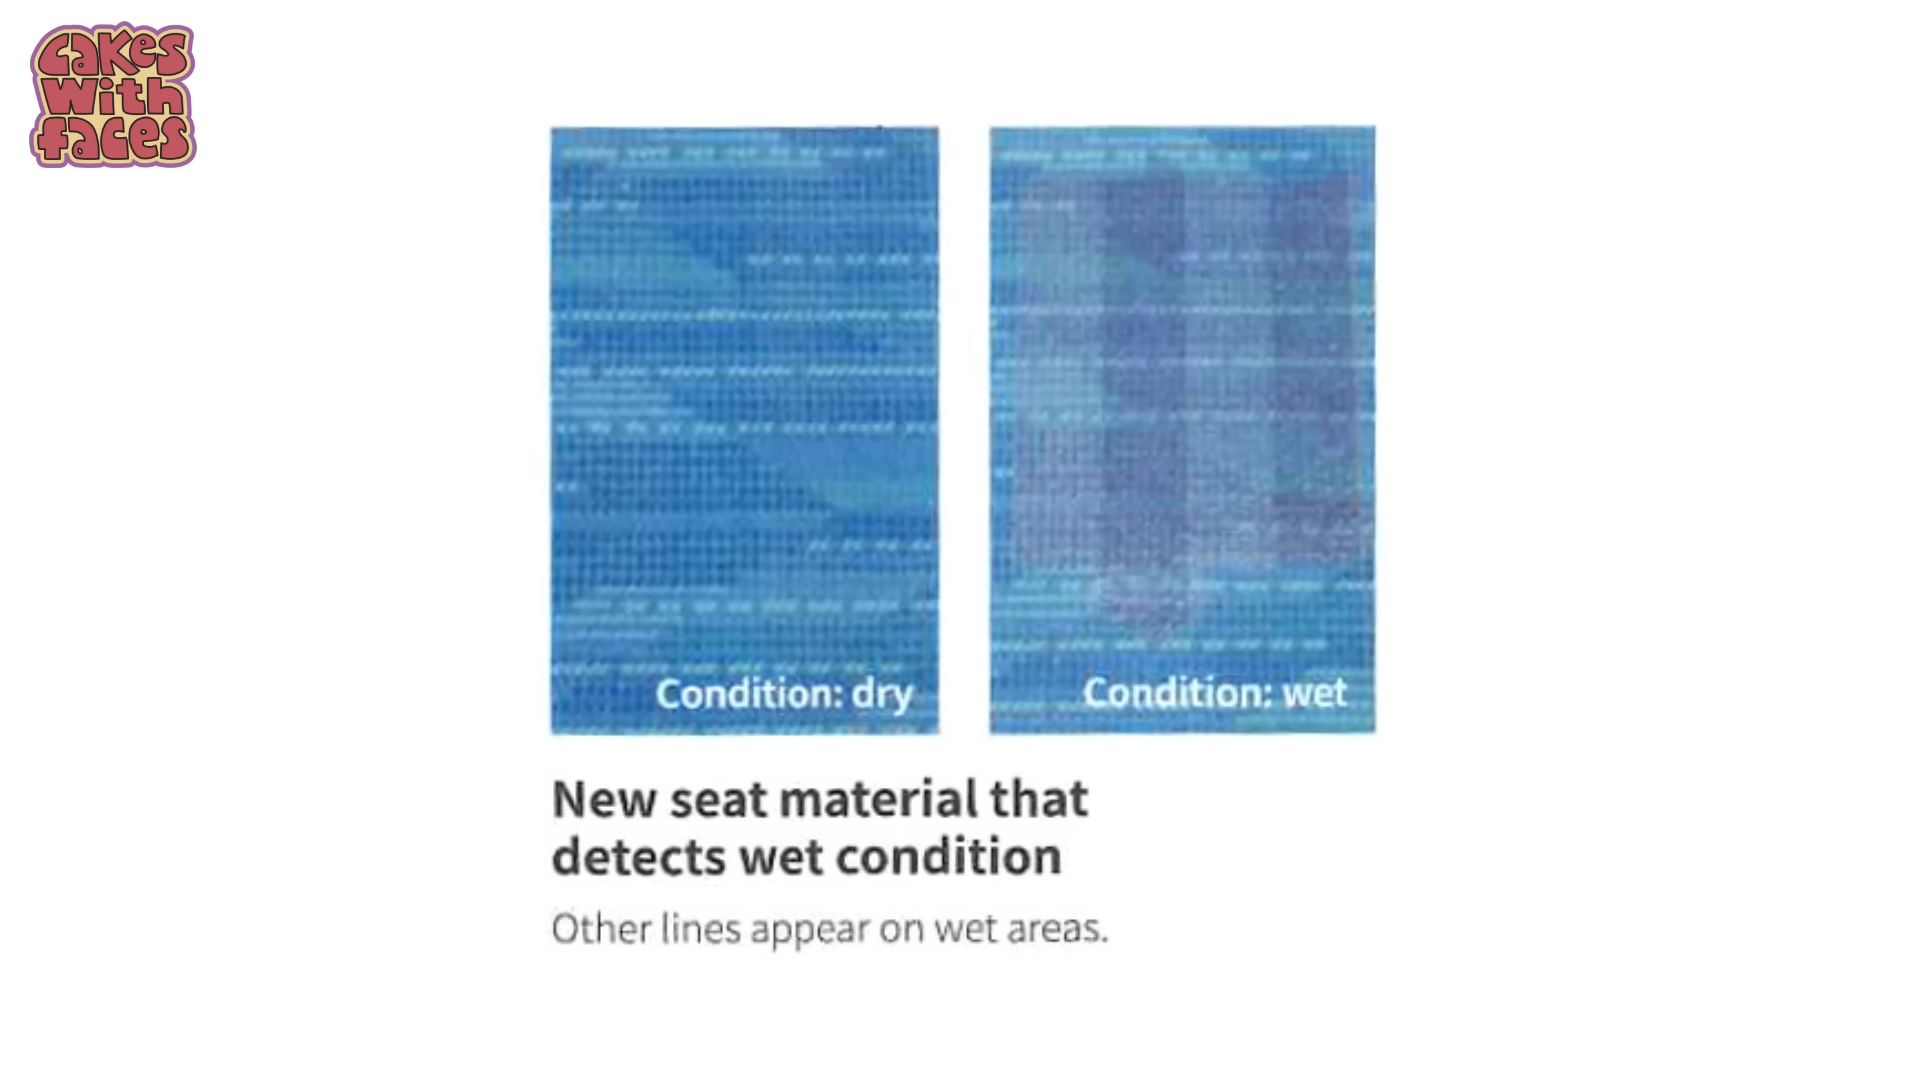 Cakes
With
faces
Condition: dry
Condition: wet
New seat material that
detects wet condition
Other lines appear on wet areas.